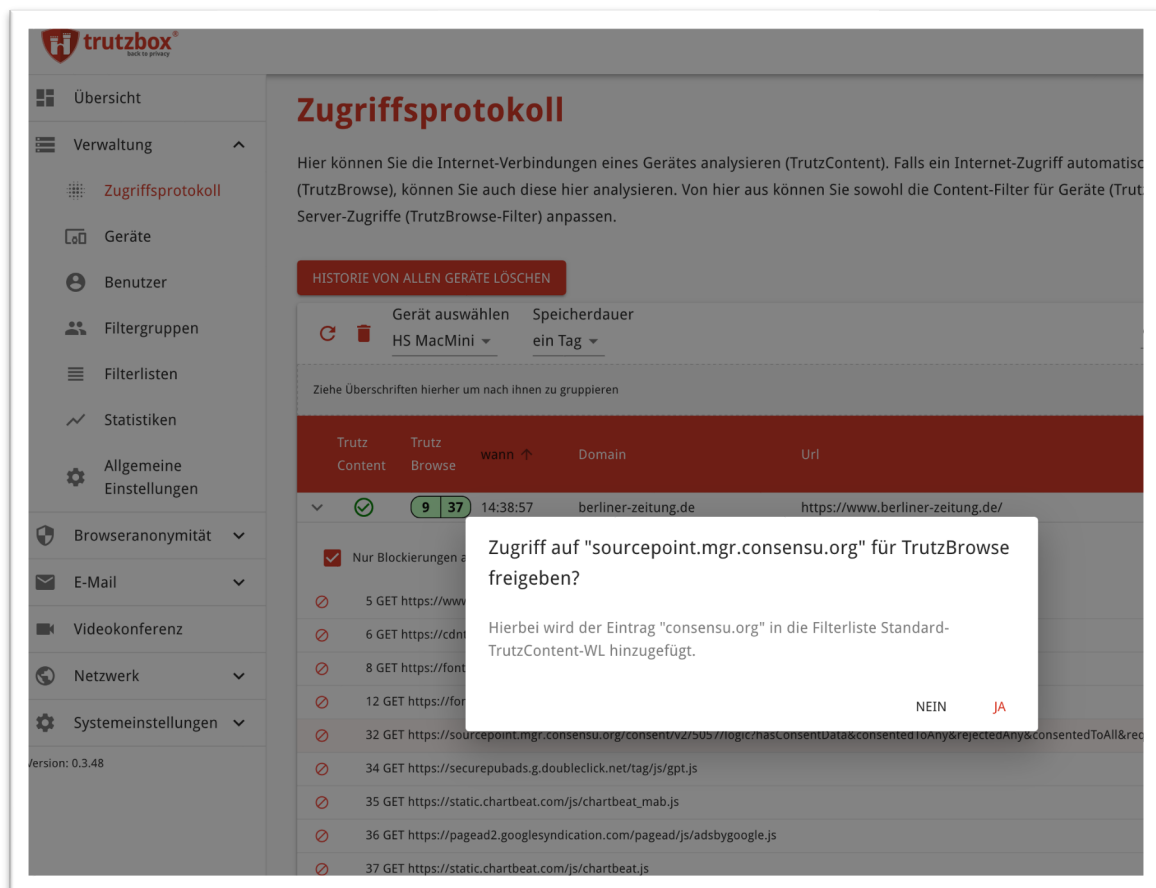 trutzbox®
back to privacy
Übersicht
Verwaltung
Zugriffsprotokoll
Geräte
Benutzer
Filtergruppen
Filterlisten
Statistiken
Allgemeine
Einstellungen
Browseranonymität
E-Mail
Videokonferenz
Netzwerk
Systemeinstellungen
Version: 0.3.48
Zugriffsprotokoll
Hier können Sie die Internet-Verbindungen eines Gerätes analysieren (TrutzContent). Falls ein Internet-Zugriff automatisc
(TrutzBrowse), können Sie auch diese hier analysieren. Von hier aus können Sie sowohl die Content-Filter für Geräte (Trut
Server-Zugriffe (TrutzBrowse-Filter) anpassen.
HISTORIE VON ALLEN GERÄTE LÖSCHEN
Gerät auswählen Speicherdauer
HS MacMini ein Tag
Ziehe Überschriften hierher um nach ihnen zu gruppieren
Trutz Content Trutz Browse wann Domain Url
9 37 14:38:57 berliner-zeitung.de https://www.berliner-zeitung.de/
Nur Blockierungen a
5 GET https://www
6 GET https://cdnt
8 GET https://font
12 GET https://for
32 GET https://sourcepoint.mgr.consensu.org/consent/v2/5057/logic?hasConsentData&consentedToAny&rejectedAny&consentedToAll&rec
34 GET https://securepubads.g.doubleclick.net/tag/js/gpt.js
35 GET https://static.chartbeat.com/js/chartbeat_mab.js
36 GET https://pagead2.googlesyndication.com/pagead/js/adsbygoogle.js
37 GET https://static.chartbeat.com/js/chartbeat.js
Zugriff auf "sourcepoint.mgr.consensu.org" für TrutzBrowse
freigeben?
Hierbei wird der Eintrag "consensu.org" in die Filterliste Standard-
TrutzContent-WL hinzugefügt.
NEIN JA